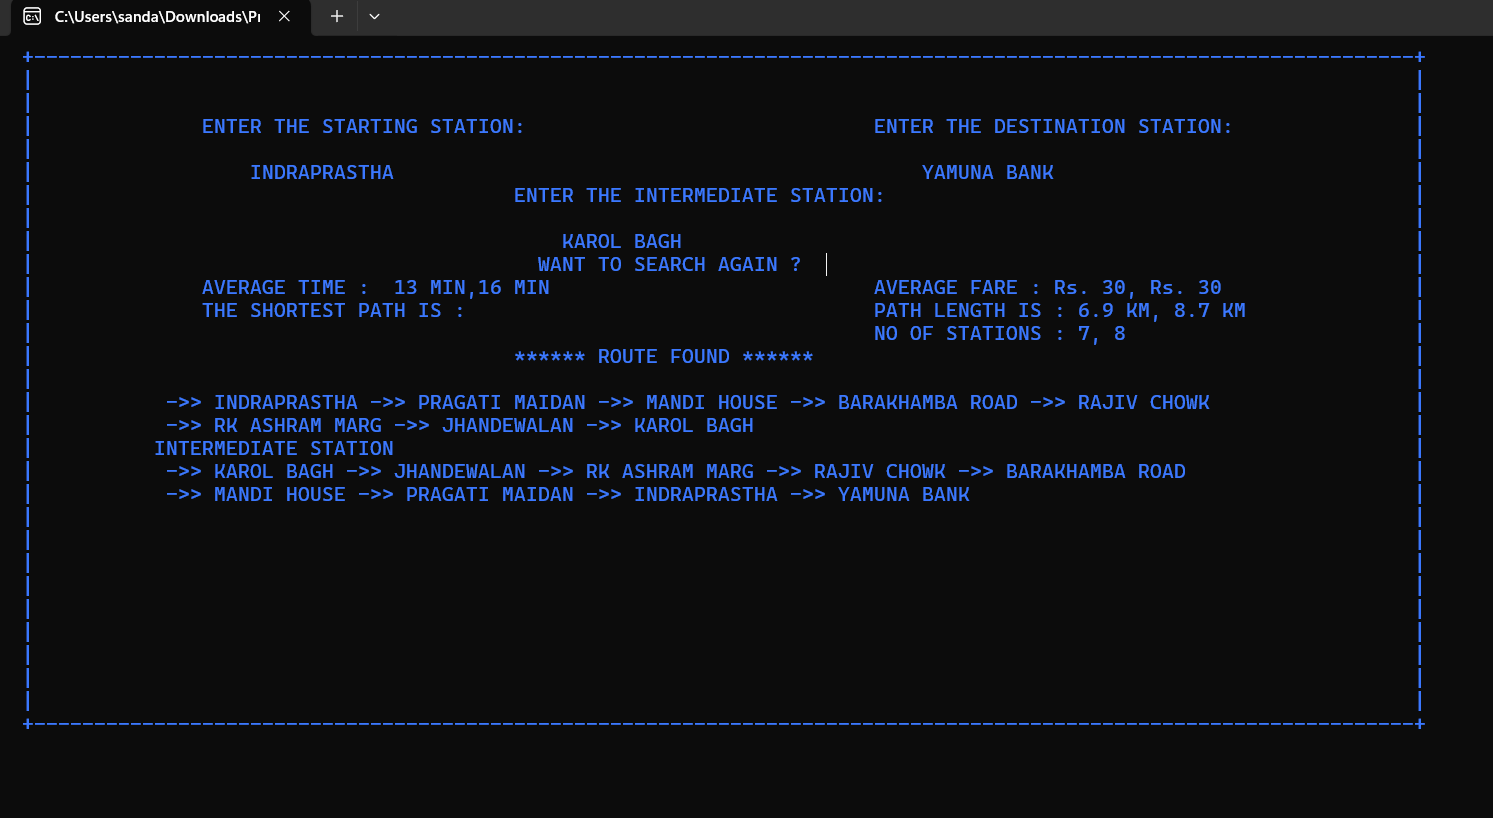 C:\Users\sanda\Downloads\Pr
ENTER THE STARTING STATION: ENTER THE DESTINATION STATION:
INDRAPRASTHA YAMUNA BANK
ENTER THE INTERMEDIATE STATION:
KAROL BAGH
WANT TO SEARCH AGAIN ?
AVERAGE TIME : 13 MIN,16 MIN AVERAGE FARE : Rs. 30, Rs. 30
THE SHORTEST PATH IS : PATH LENGTH IS : 6.9 KM, 8.7 KM
NO OF STATIONS : 7, 8
****** ROUTE FOUND ******
->> INDRAPRASTHA ->> PRAGATI MAIDAN ->> MANDI HOUSE ->> BARAKHAMBA ROAD ->> RAJIV CHOWK
->> RK ASHRAM MARG ->> JHANDEWALAN ->> KAROL BAGH
INTERMEDIATE STATION
->> KAROL BAGH ->> JHANDEWALAN ->> RK ASHRAM MARG ->> RAJIV CHOWK ->> BARAKHAMBA ROAD
->> MANDI HOUSE ->> PRAGATI MAIDAN ->> INDRAPRASTHA ->> YAMUNA BANK